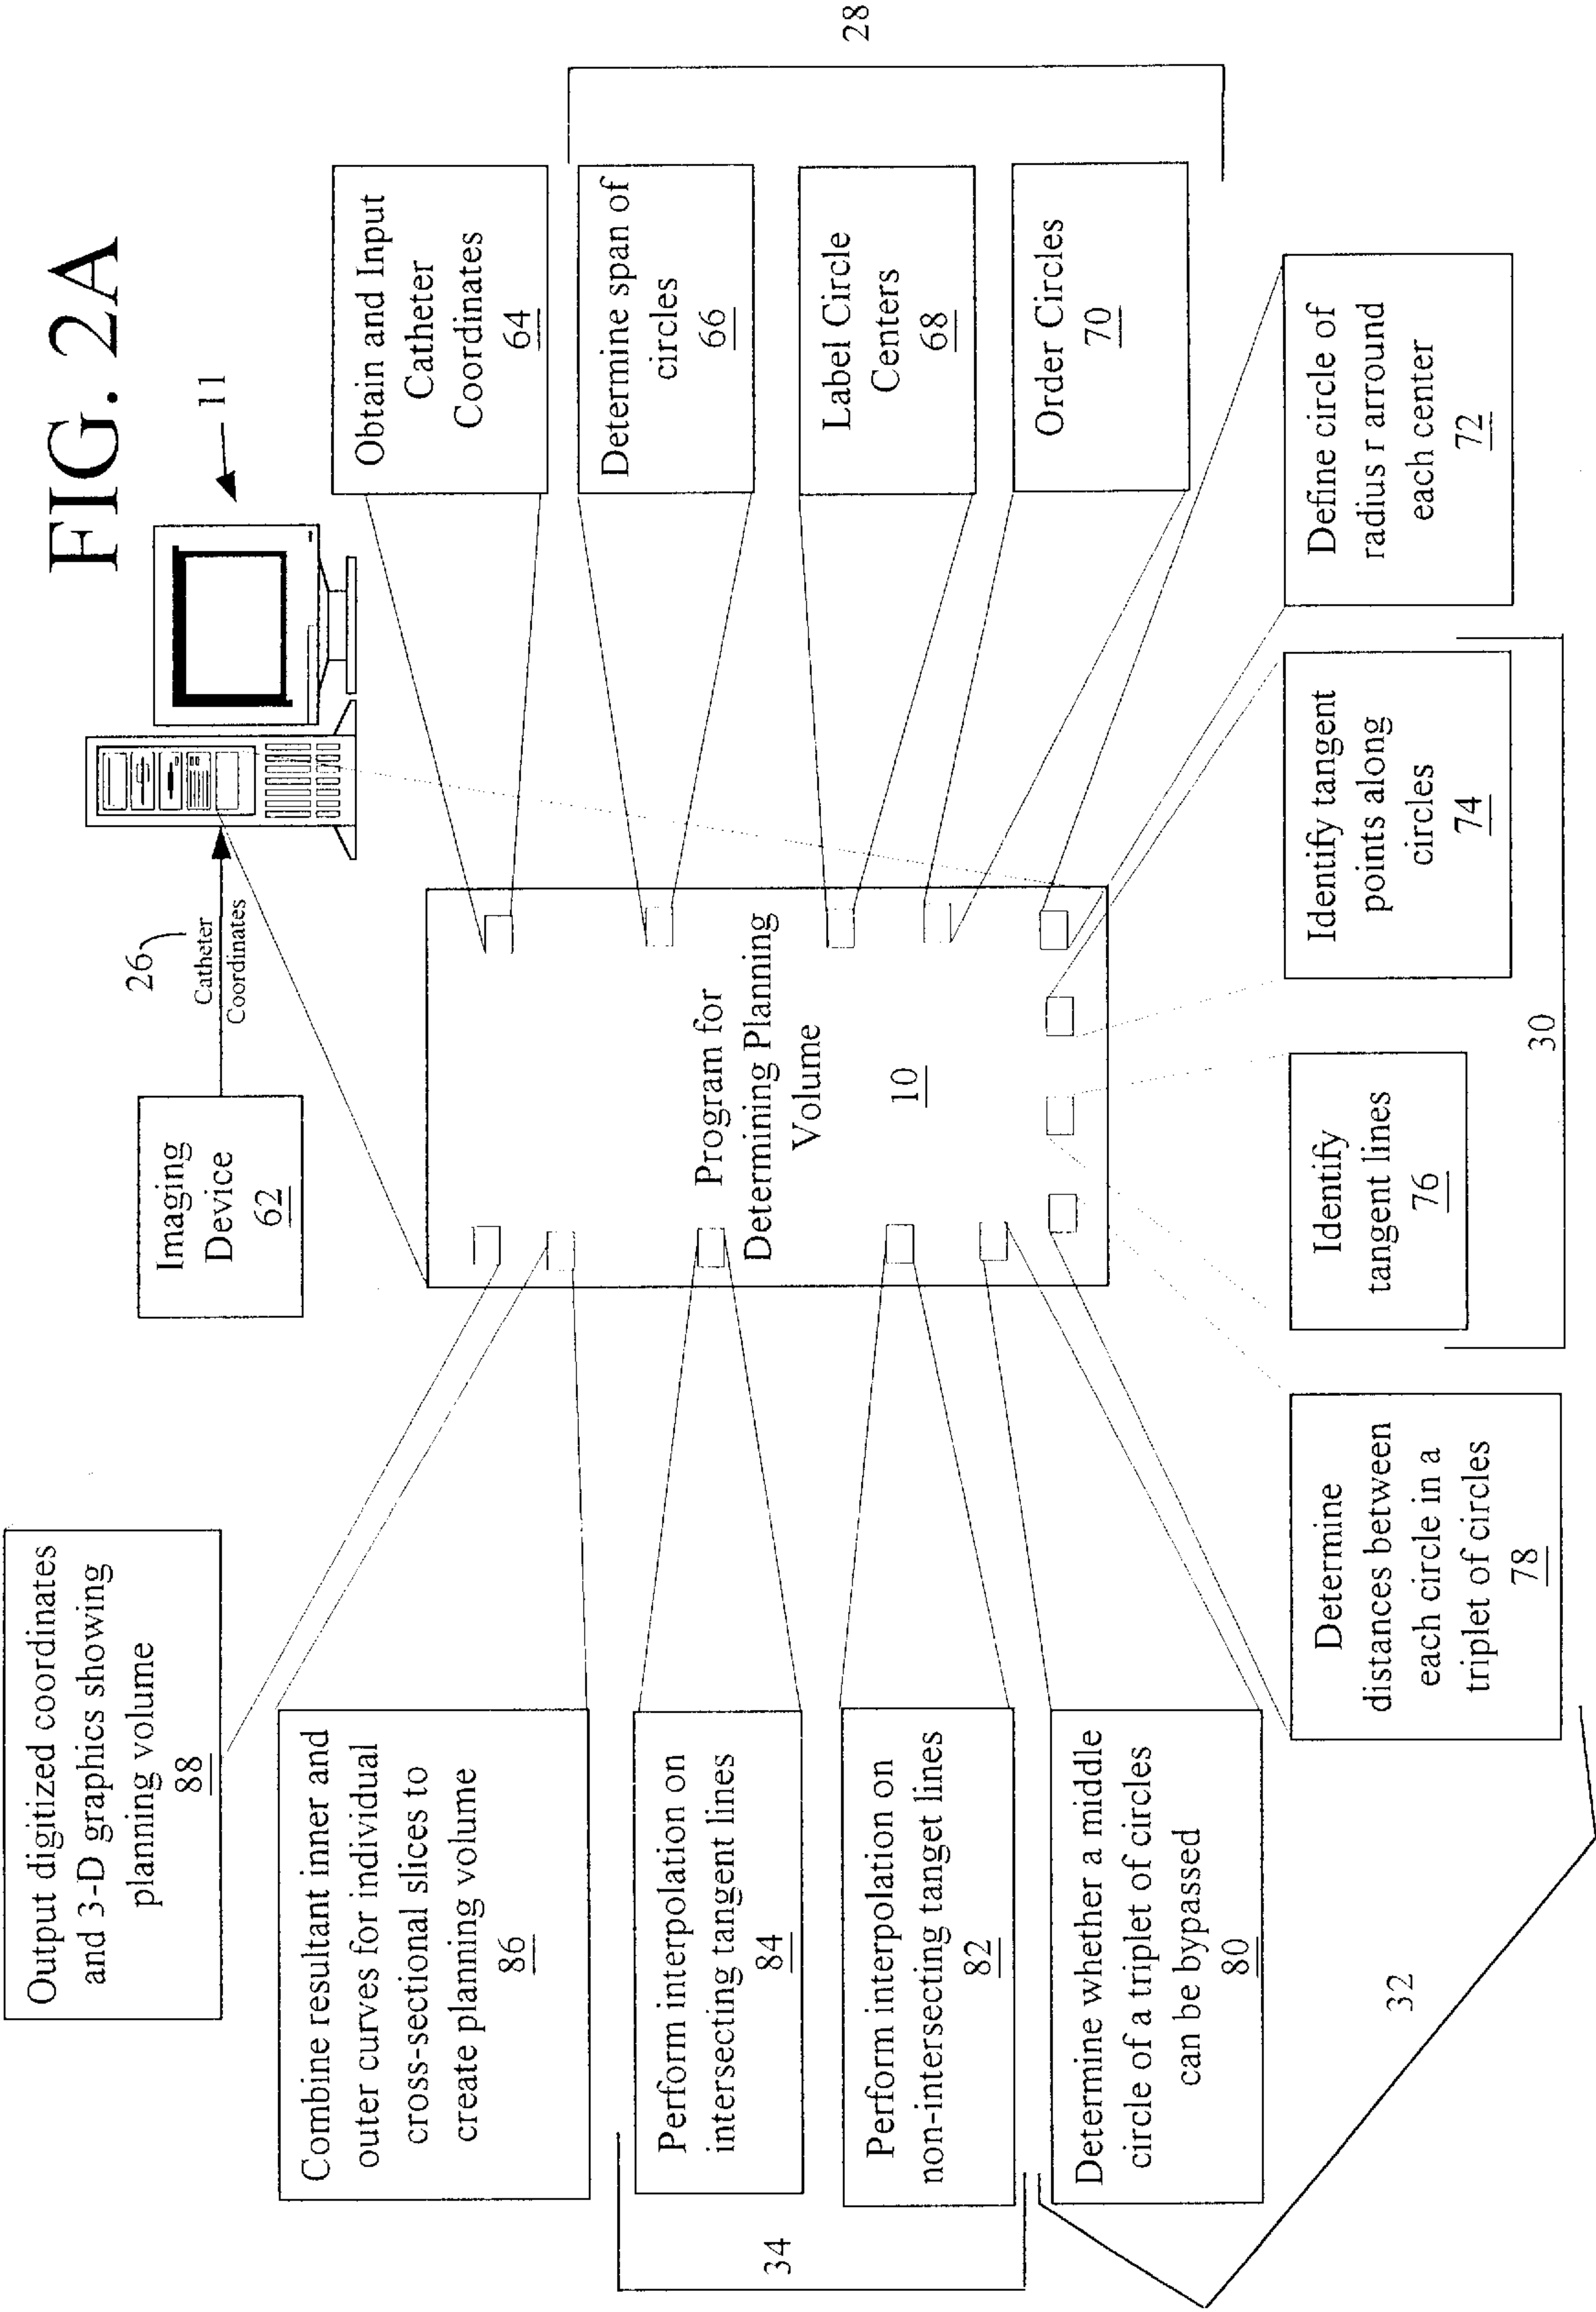 FIG. 2A
11
26
Catheter
Coordinates
Imaging
Device
62
Program for
Determining Planning
Volume
10
Obtain and Input
Catheter
Coordinates
64
Determine span of
circles
66
Label Circle
Centers
68
Order Circles
70
28
Define circle of
radius r arround
each center
72
Identify tangent
points along
circles
74
Identify
tangent lines
76
30
Determine
distances between
each circle in a
triplet of circles
78
Determine whether a middle
circle of a triplet of circles
can be bypassed
80
32
Perform interpolation on
non-intersecting tanget lines
82
Perform interpolation on
intersecting tangent lines
84
34
Combine resultant inner and
outer curves for individual
cross-sectional slices to
create planning volume
86
Output digitized coordinates
and 3-D graphics showing
planning volume
88